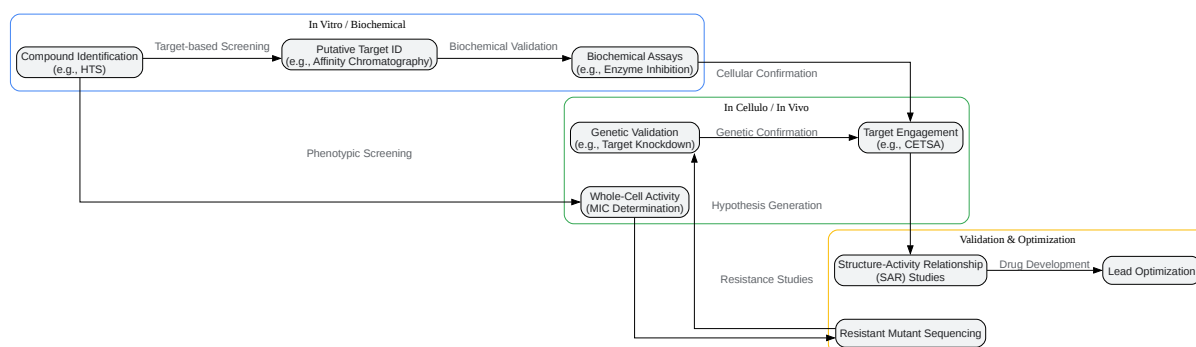 In Vitro / Biochemical
Compound Identification
(e.g., HTS)
Target-based Screening
Putative Target ID
(e.g., Affinity Chromatography)
Biochemical Validation
Biochemical Assays
(e.g., Enzyme Inhibition)
Cellular Confirmation
In Cellulo / In Vivo
Genetic Validation
(e.g., Target Knockdown)
Genetic Confirmation
Target Engagement
(e.g., CETSA)
Phenotypic Screening
Whole-Cell Activity
(MIC Determination)
Hypothesis Generation
Validation & Optimization
Structure-Activity Relationship
(SAR) Studies
Drug Development
Lead Optimization
Resistance Studies
Resistant Mutant Sequencing